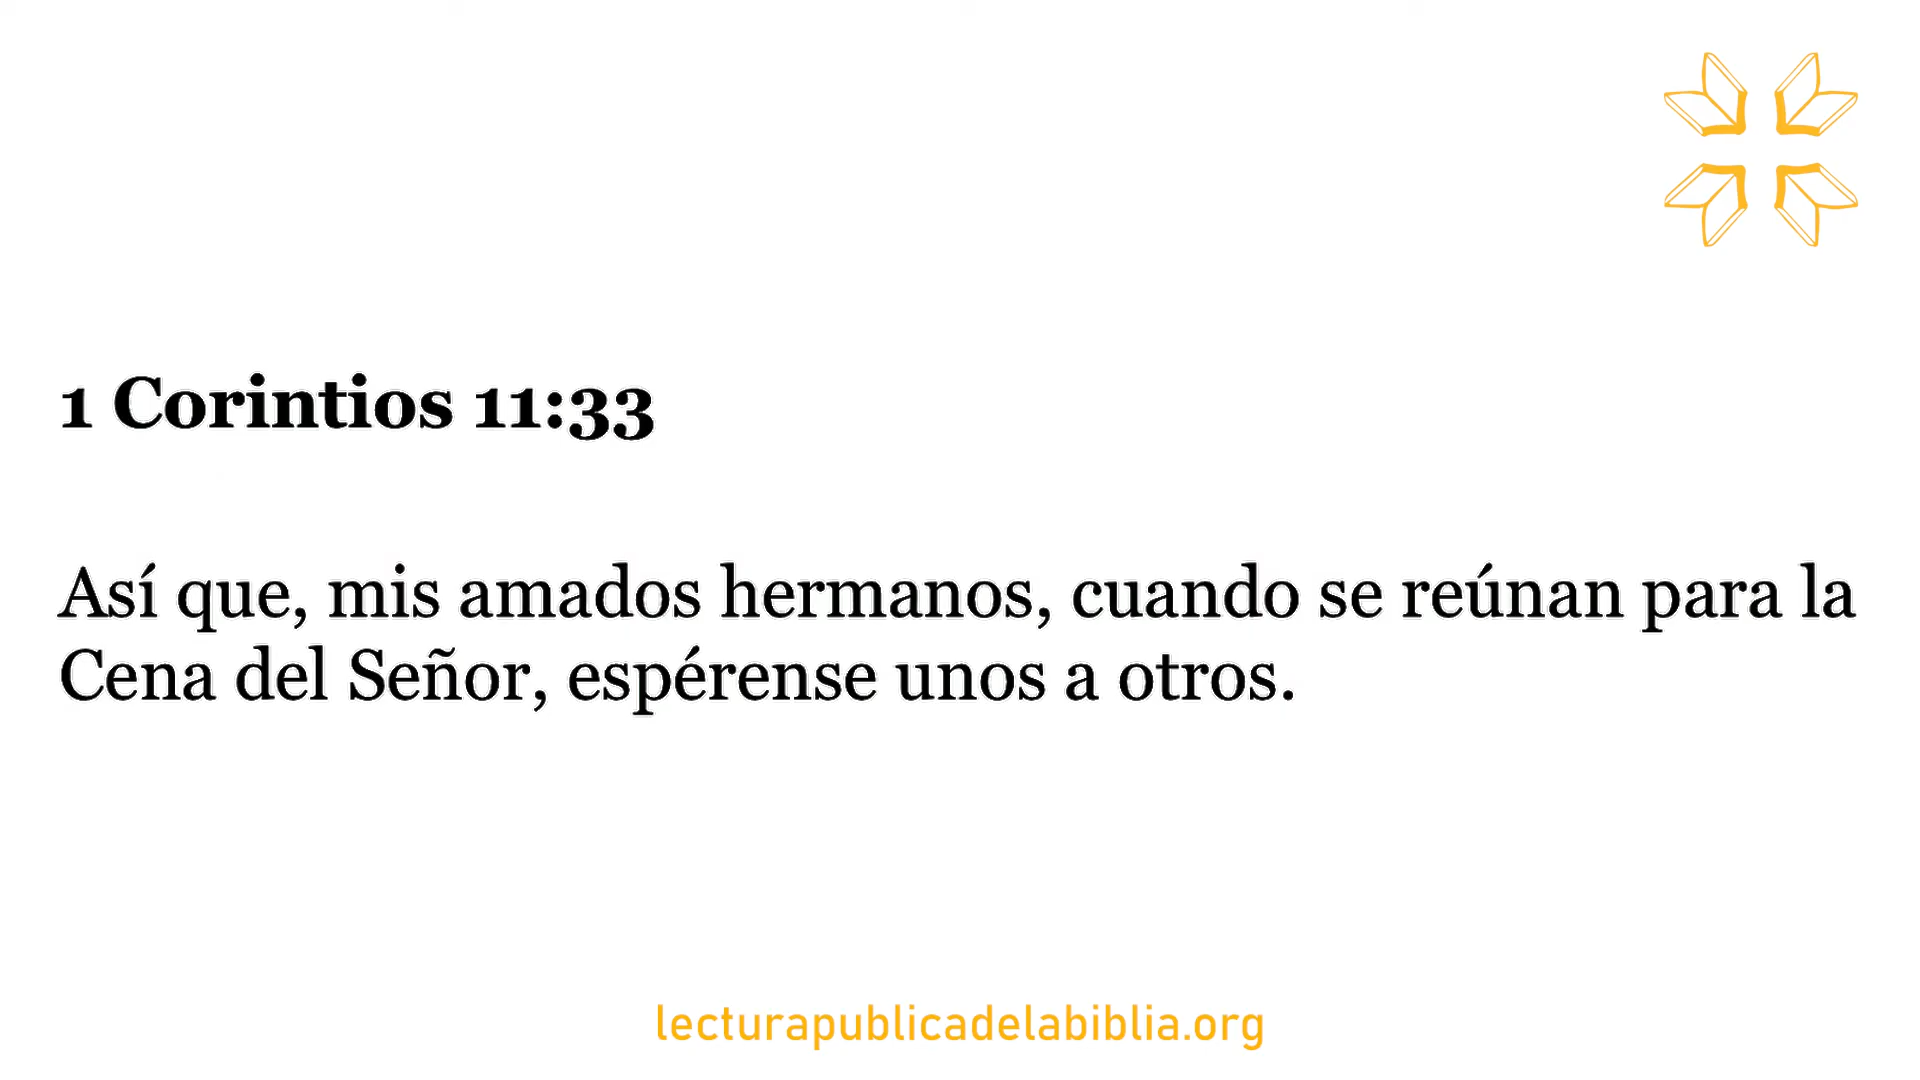 1 Corintios 11:33
Así que, mis amados hermanos, cuando se reúnan para la
Cena del Señor, espérense unos a otros.
lecturapublicadelabiblia.org